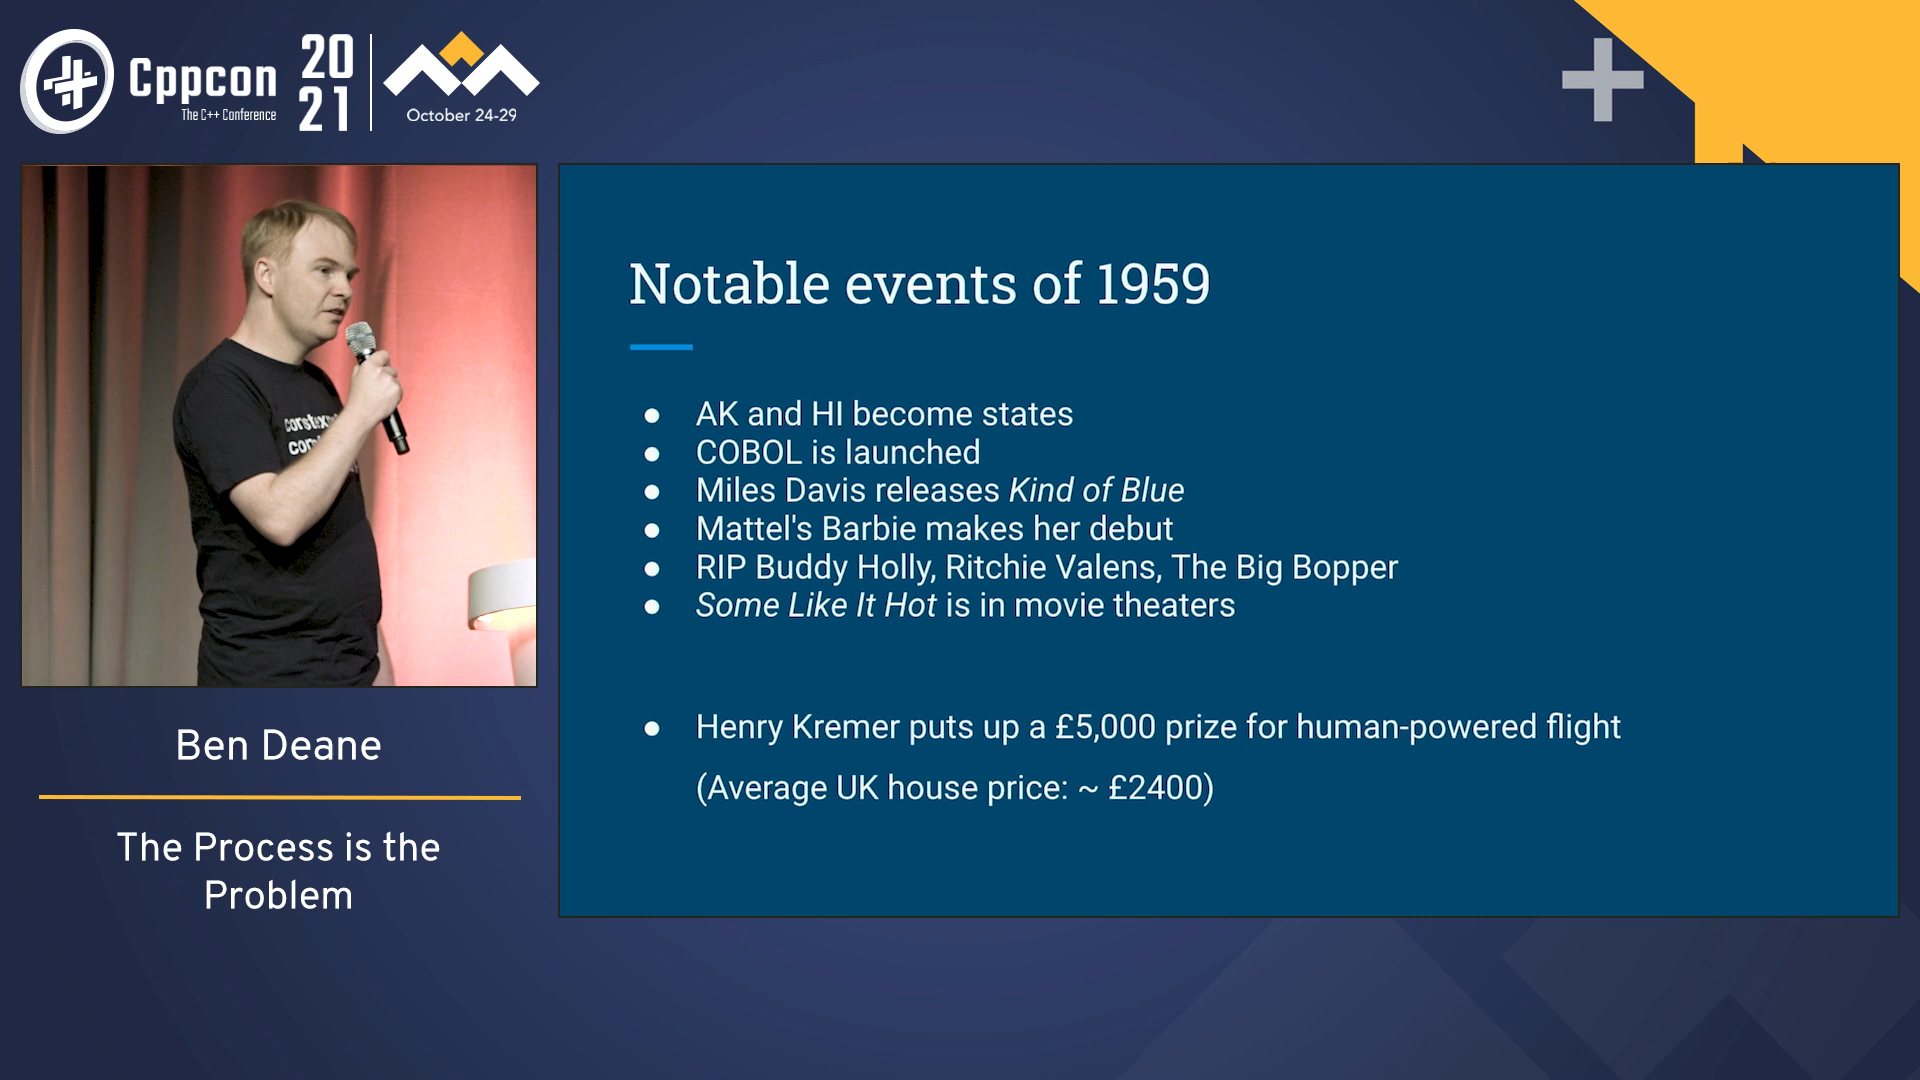 Cppcon
The C++ Conference
20
21
October 24-29
Notable events of 1959
● AK and HI become states
● COBOL is launched
● Miles Davis releases Kind of Blue
● Mattel's Barbie makes her debut
● RIP Buddy Holly, Ritchie Valens, The Big Bopper
● Some Like It Hot is in movie theaters
● Henry Kremer puts up a £5,000 prize for human-powered flight
(Average UK house price: ~ £2400)
Ben Deane
The Process is the
Problem